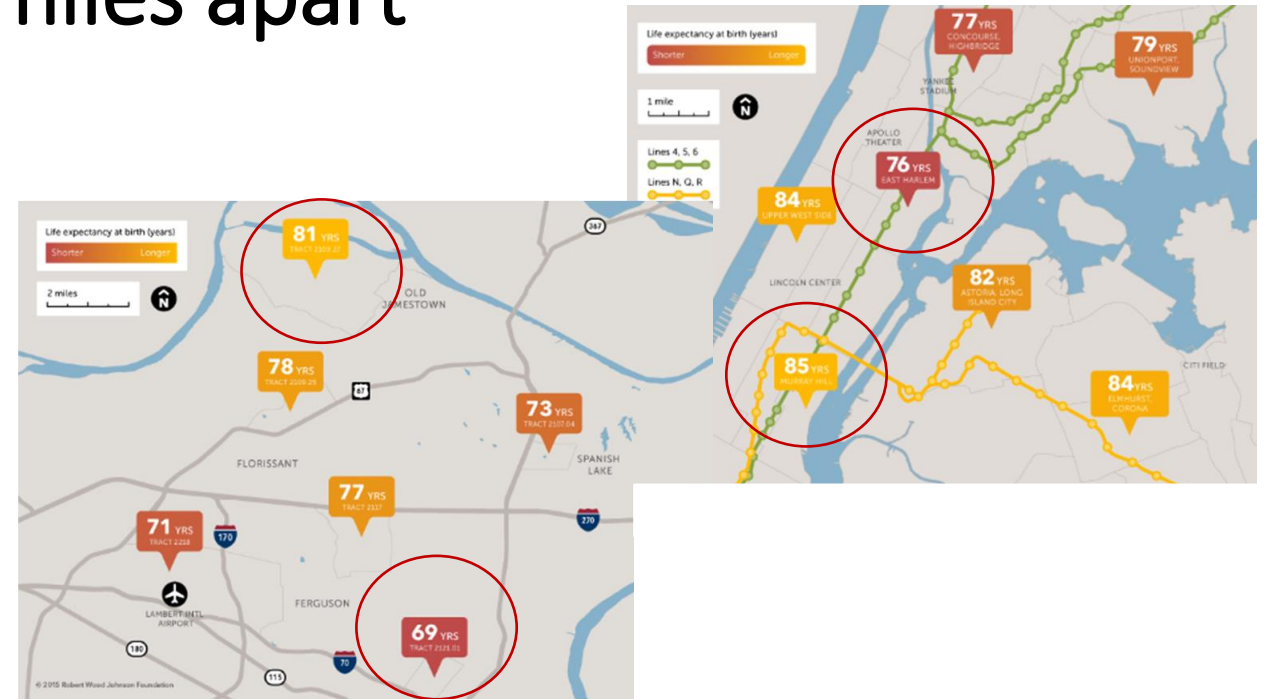 miles apart
Life expectancy at birth (years)
Shorter Longer
1 mile
N
Lines 4, 5, 6
Lines N, Q, R
77 YRS
CONCOURSE,
HIGHBRIDGE
79 YRS
UNIONPORT,
SOUNDVIEW
YANKEE
STADIUM
APOLLO
THEATER
76 YRS
EAST HARLEM
84 YRS
UPPER WEST SIDE
LINCOLN CENTER
82 YRS
ASTORIA, LONG
ISLAND CITY
85 YRS
MURRAY HILL
CITI FIELD
84 YRS
ELMHURST,
CORONA
Life expectancy at birth (years)
Shorter Longer
2 miles
N
81 YRS
367
OLD
JAMESTOWN
78 YRS
67
73 YRS
TRACT 2107.04
SPANISH
LAKE
FLORISSANT
77 YRS
TRACT 2117
270
71 YRS
TRACT 2218
170
LAMBERT INTL
AIRPORT
FERGUSON
69 YRS
TRACT 2121.01
180
70
115
© 2015 Robert Wood Johnson Foundation